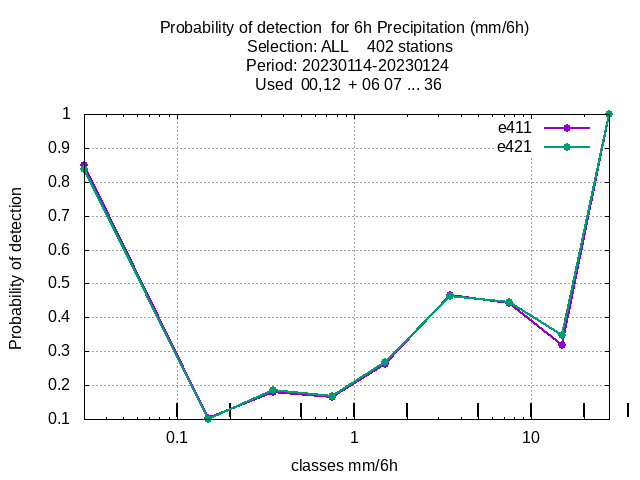 Probability of detection  for 6h Precipitation (mm/6h)
Selection: ALL    402 stations
Period: 20230114-20230124
Used  00,12  + 06 07 ... 36
1
0.9
0.8
0.7
0.6
0.5
0.4
0.3
0.2
0.1
Probability of detection
e411
e421
0.1
1
10
classes mm/6h